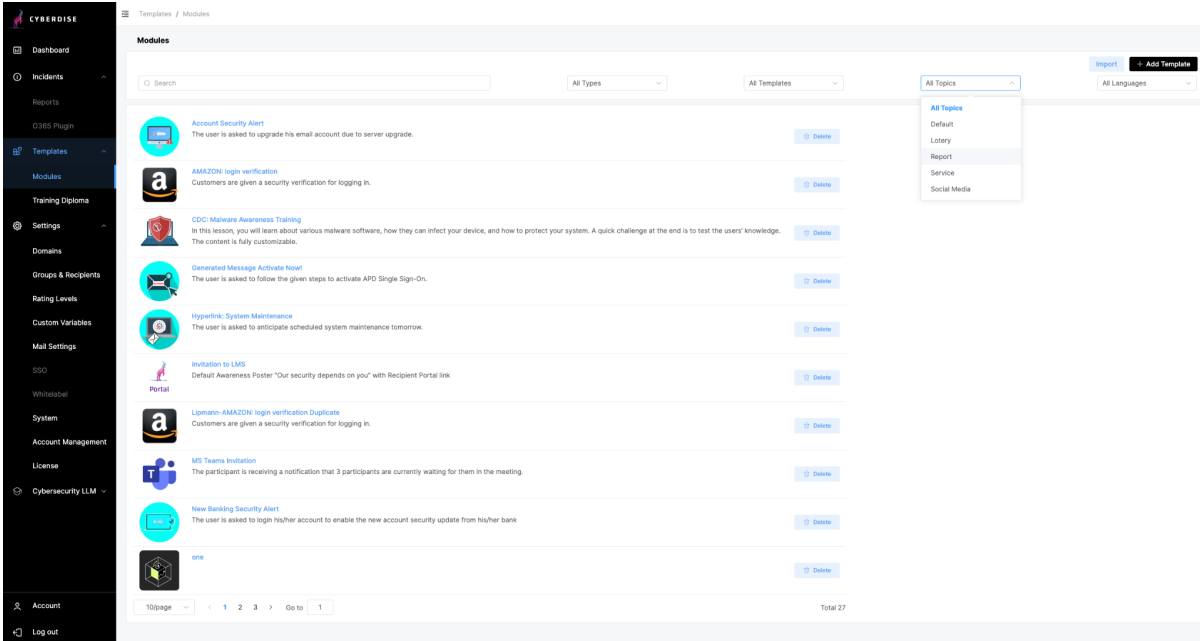 CYBERDISE
Dashboard
Incidents
Reports
O365 Plugin
Templates
Modules
Training Diploma
Settings
Domains
Groups & Recipients
Rating Levels
Custom Variables
Mail Settings
SSO
Whitelabel
System
Account Management
License
Cybersecurity LLM
Account
Log out
Templates / Modules
Modules
Import
+ Add Template
Search
All Types
All Templates
All Topics
All Languages
All Topics
Default
Lotery
Report
Service
Social Media
Account Security Alert
The user is asked to upgrade his email account due to server upgrade.
Delete
AMAZON: login verification
Customers are given a security verification for logging in.
Delete
CDC: Malware Awareness Training
In this lesson, you will learn about various malware software, how they can infect your device, and how to protect your system. A quick challenge at the end is to test the users' knowledge.
The content is fully customizable.
Delete
Generated Message Activate Now!
The user is asked to follow the given steps to activate APD Single Sign-On.
Delete
Hyperlink: System Maintenance
The user is asked to anticipate scheduled system maintenance tomorrow.
Delete
Portal
Invitation to LMS
Default Awareness Poster "Our security depends on you" with Recipient Portal link
Delete
Lipmann-AMAZON: login verification Duplicate
Customers are given a security verification for logging in.
Delete
T
MS Teams Invitation
The participant is receiving a notification that 3 participants are currently waiting for them in the meeting.
Delete
New Banking Security Alert
The user is asked to login his/her account to enable the new account security update from his/her bank
Delete
one
Delete
10/page
< 1 2 3 >
Go to 1
Total 27